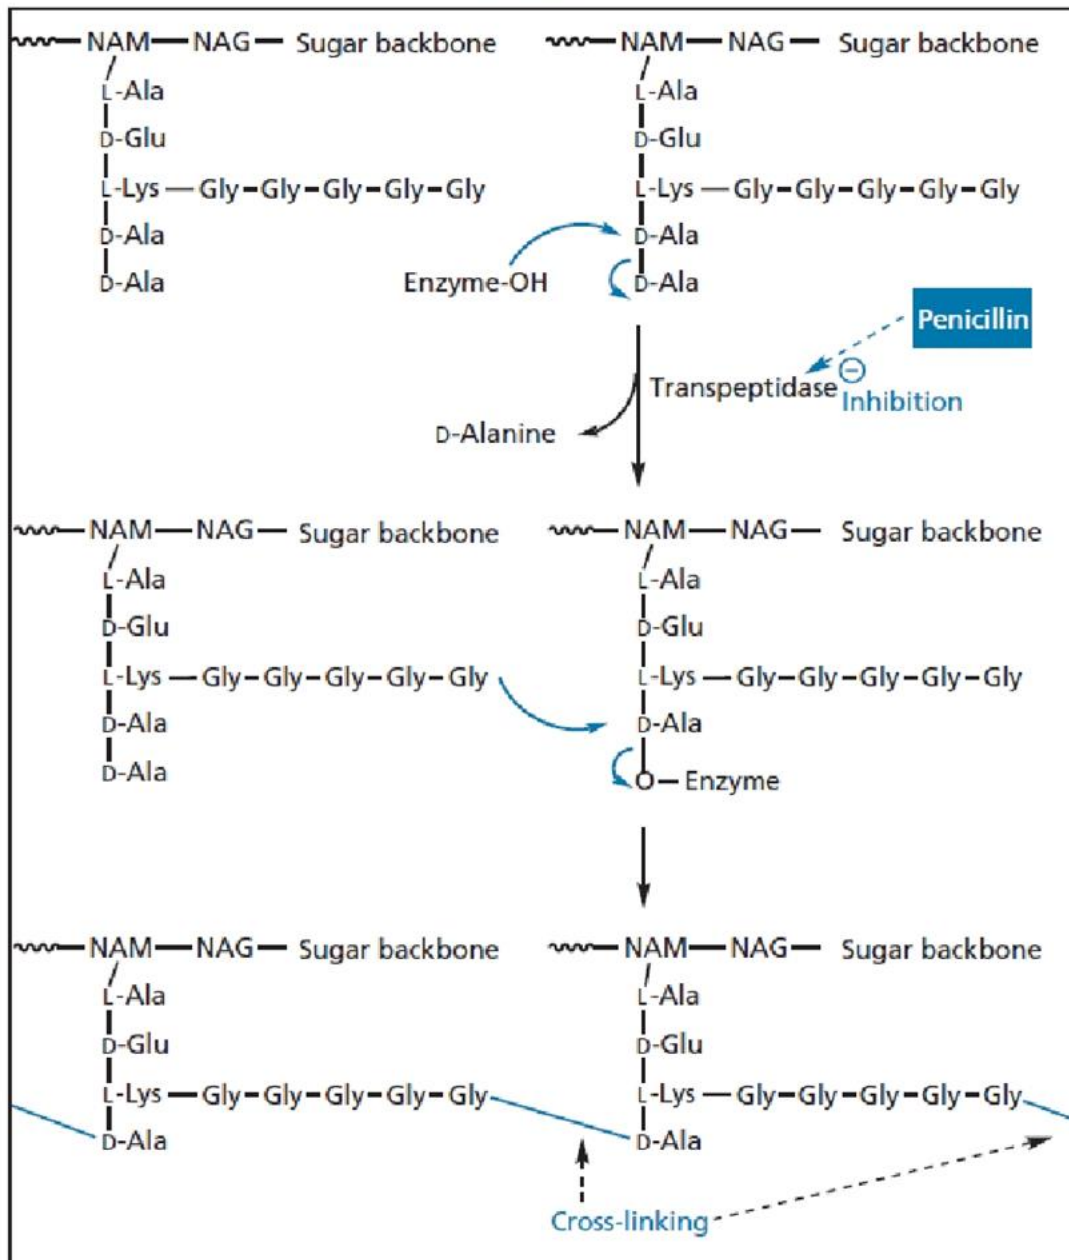 NAM — NAG — Sugar backbone NAM — NAG — Sugar backbone
L-Ala L-Ala
D-Glu D-Glu
L-Lys — Gly — Gly — Gly — Gly — Gly L-Lys — Gly — Gly — Gly — Gly — Gly
D-Ala D-Ala
D-Ala Enzyme-OH D-Ala
Penicillin
Transpeptidase ⊖
Inhibition
D-Alanine
NAM — NAG — Sugar backbone NAM — NAG — Sugar backbone
L-Ala L-Ala
D-Glu D-Glu
L-Lys — Gly — Gly — Gly — Gly — Gly L-Lys — Gly — Gly — Gly — Gly — Gly
D-Ala D-Ala
D-Ala O — Enzyme
NAM — NAG — Sugar backbone NAM — NAG — Sugar backbone
L-Ala L-Ala
D-Glu D-Glu
L-Lys — Gly — Gly — Gly — Gly — Gly L-Lys — Gly — Gly — Gly — Gly — Gly
D-Ala D-Ala
Cross-linking